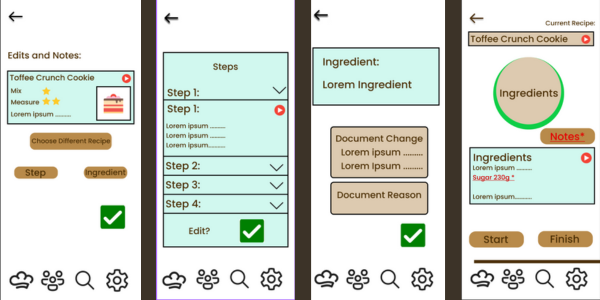 Edits and Notes:
Toffee Crunch Cookie
Mix
Measure
Lorem ipsum ..........
Choose Different Recipe
Step
Ingredient
Steps
Step 1:
Step 1:
Lorem ipsum ..........
Lorem ipsum ..........
Lorem ipsum ..........
Step 2:
Step 3:
Step 4:
Edit?
Ingredient:
Lorem Ingredient
Document Change
Lorem ipsum .........
Lorem Ipsum .........
Document Reason
Current Recipe:
Toffee Crunch Cookie
Ingredients
Notes*
Ingredients
Lorem ipsum..........
Sugar 230g *
Start
Finish